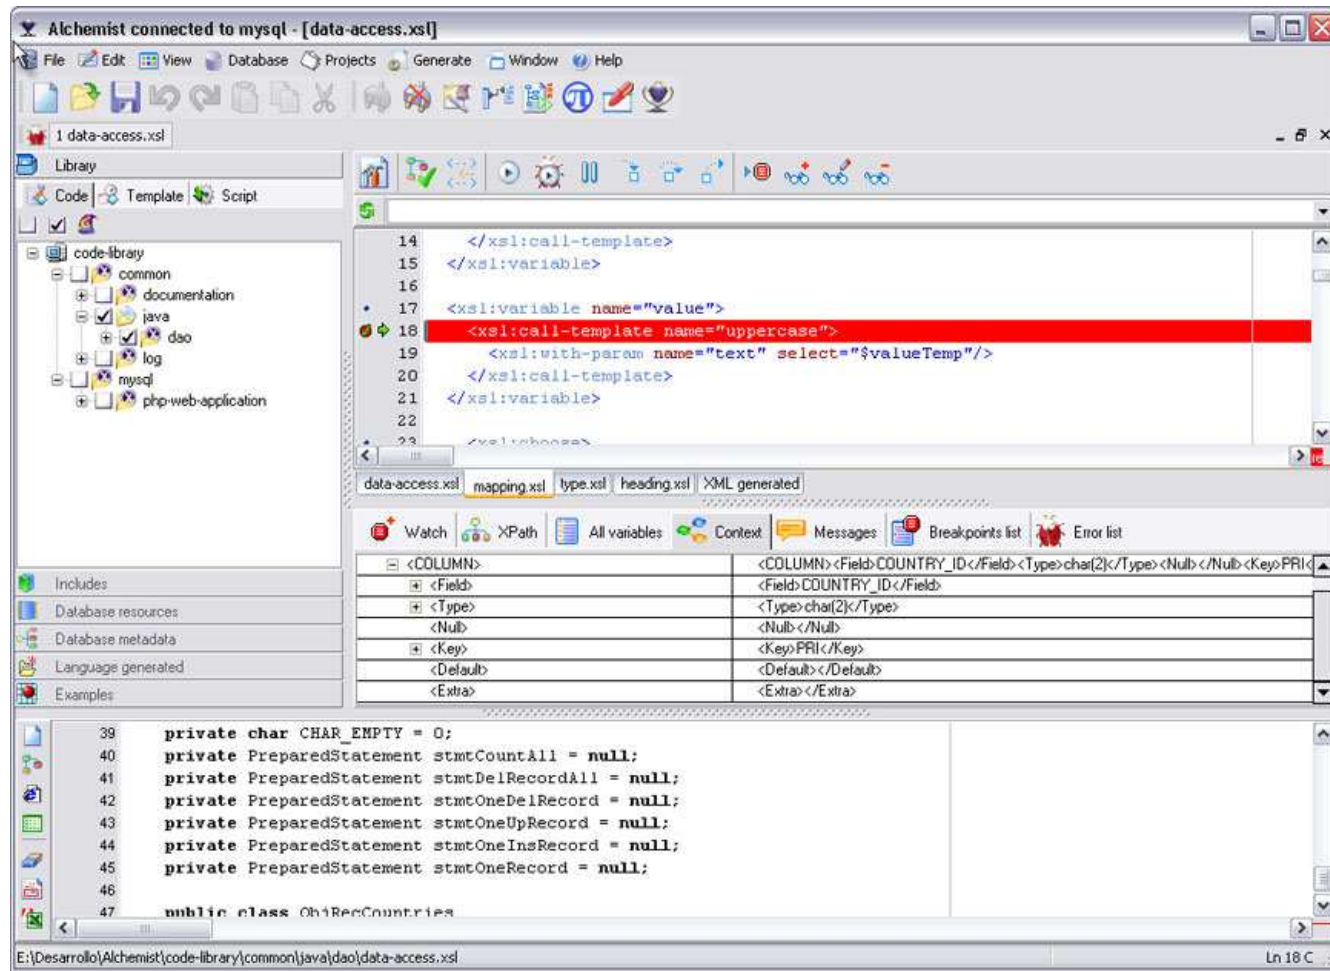 Alchemist connected to mysql - [data-access.xsl]
File Edit View Database Projects Generate Window Help
1 data-access.xsl
Library
Code Template Script
code-library
common
documentation
java
dao
log
mysql
php-web-application
Includes
Database resources
Database metadata
Language generated
Examples
14 </xsl:call-template>
15 </xsl:variable>
16
17 <xsl:variable name="value">
18 <xsl:call-template name="uppercase">
19 <xsl:with-param name="text" select="$valueTemp"/>
20 </xsl:call-template>
21 </xsl:variable>
22
23 <xsl:choose>
data-access.xsl mapping.xsl type.xsl heading.xsl XML generated
Watch XPath All variables Context Messages Breakpoints list Error list
<COLUMN> <COLUMN><Field>COUNTRY_ID</Field><Type>char(2)</Type><Null></Null><Key>PRI<
<Field> <Field>COUNTRY_ID</Field>
<Type> <Type>char(2)</Type>
<Null> <Null></Null>
<Key> <Key>PRI</Key>
<Default> <Default></Default>
<Extra> <Extra></Extra>
39 private char CHAR_EMPTY = 0;
40 private PreparedStatement stmtCountAll = null;
41 private PreparedStatement stmtDelRecordAll = null;
42 private PreparedStatement stmtOneDelRecord = null;
43 private PreparedStatement stmtOneUpRecord = null;
44 private PreparedStatement stmtOneInsRecord = null;
45 private PreparedStatement stmtOneRecord = null;
46
47 public class ObjRecCountries
E:\Desarrollo\Alchemist\code-library\common\java\dao\data-access.xsl Ln 18 C